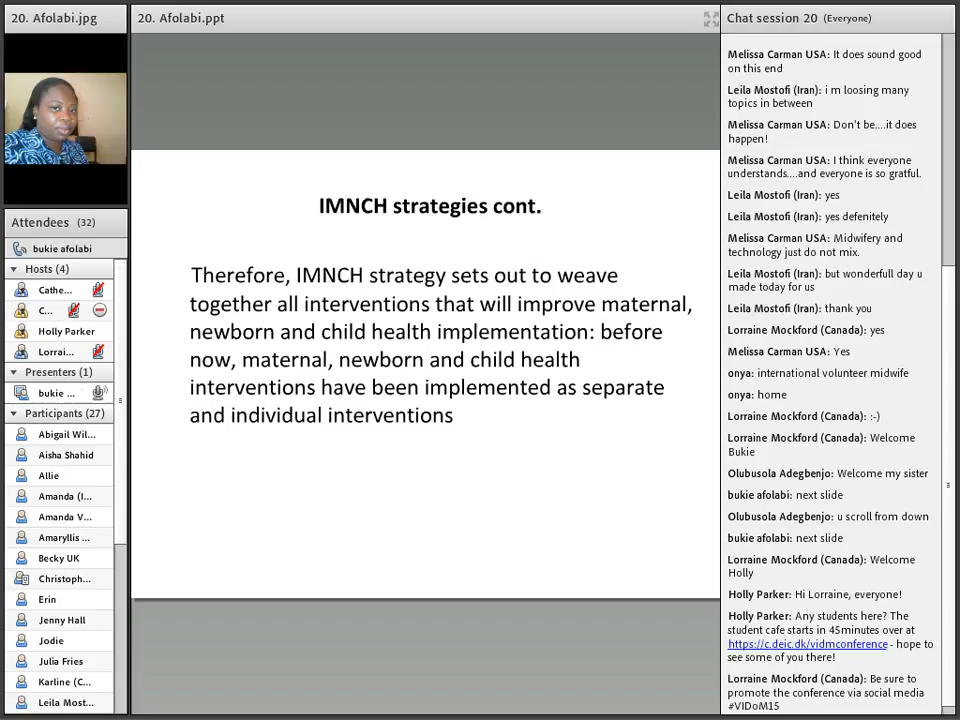 20. Afolabi.jpg
Attendees (32)
bukie afolabi
Hosts (4)
Cathe...
C...
Holly Parker
Lorrai...
Presenters (1)
bukie ...
Participants (27)
Abigail Wil...
Aisha Shahid
Allie
Amanda (I...
Amanda V...
Amaryllis ...
Becky UK
Christoph...
Erin
Jenny Hall
Jodie
Julia Fries
Karline (C...
Leila Most...
20. Afolabi.ppt
IMNCH strategies cont.
Therefore, IMNCH strategy sets out to weave
together all interventions that will improve maternal,
newborn and child health implementation: before
now, maternal, newborn and child health
interventions have been implemented as separate
and individual interventions
Chat session 20 (Everyone)
Melissa Carman USA: It does sound good
on this end
Leila Mostofi (Iran): i m loosing many
topics in between
Melissa Carman USA: Don't be....it does
happen!
Melissa Carman USA: I think everyone
understands....and everyone is so gratful.
Leila Mostofi (Iran): yes
Leila Mostofi (Iran): yes defenitely
Melissa Carman USA: Midwifery and
technology just do not mix.
Leila Mostofi (Iran): but wonderfull day u
made today for us
Leila Mostofi (Iran): thank you
Lorraine Mockford (Canada): yes
Melissa Carman USA: Yes
onya: international volunteer midwife
onya: home
Lorraine Mockford (Canada): :-)
Lorraine Mockford (Canada): Welcome
Bukie
Olubusola Adegbenjo: Welcome my sister
bukie afolabi: next slide
Olubusola Adegbenjo: u scroll from down
bukie afolabi: next slide
Lorraine Mockford (Canada): Welcome
Holly
Holly Parker: Hi Lorraine, everyone!
Holly Parker: Any students here? The
student cafe starts in 45minutes over at
https://c.deic.dk/vidmconference - hope to
see some of you there!
Lorraine Mockford (Canada): Be sure to
promote the conference via social media
#VIDoM15